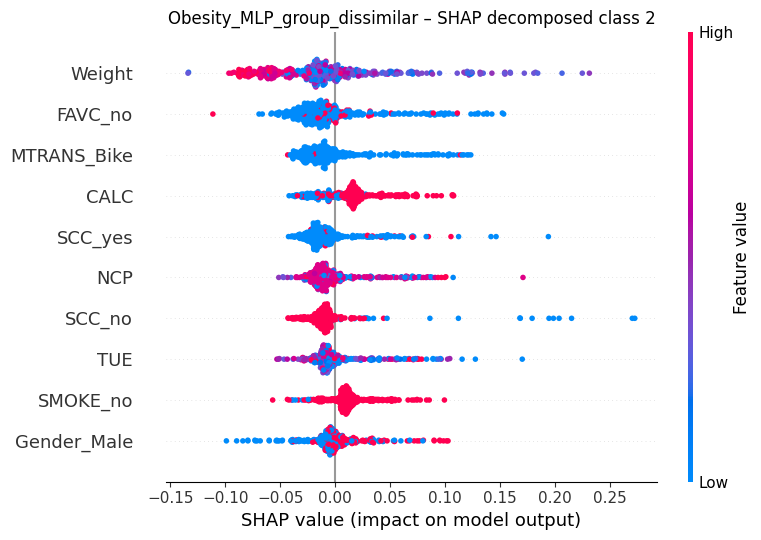 Obesity_MLP_group_dissimilar – SHAP decomposed class 2
High
Weight
FAVC_no
MTRANS_Bike
CALC
SCC_yes
NCP
SCC_no
TUE
SMOKE_no
Gender_Male
Feature value
Low
−0.15 −0.10 −0.05 0.00 0.05 0.10 0.15 0.20 0.25
SHAP value (impact on model output)